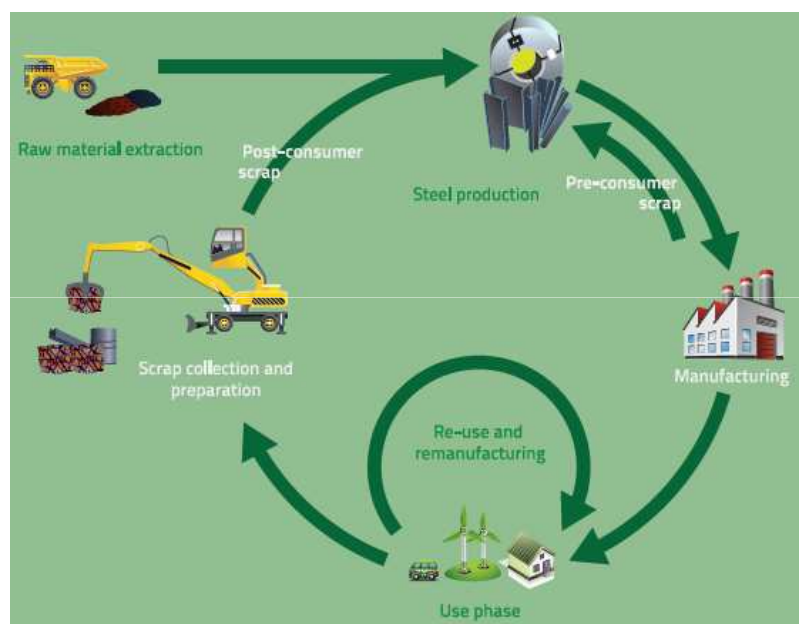 Raw material extraction
Post-consumer
scrap
Steel production
Pre-consumer
scrap
Scrap collection and
preparation
Manufacturing
Re-use and
remanufacturing
Use phase